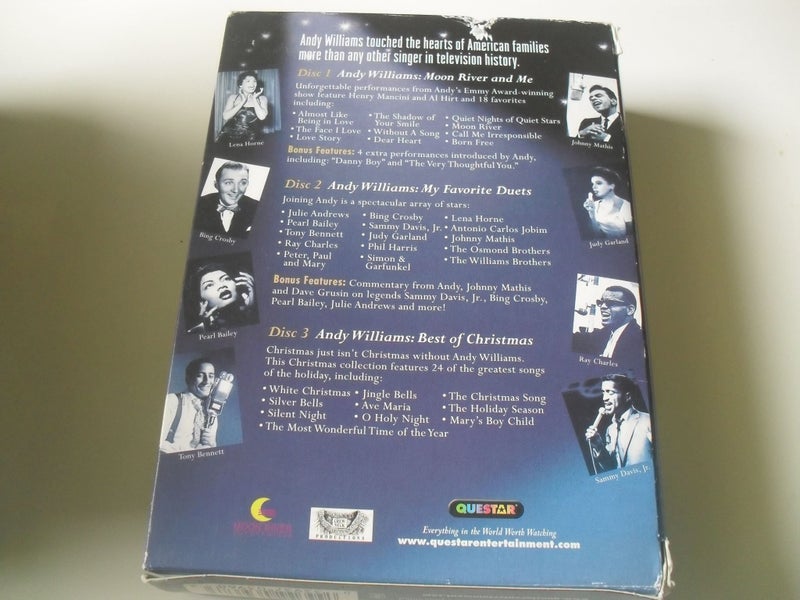 Andy Williams touched the hearts of American families
more than any other singer in television history.
Disc 1 Andy Williams: Moon River and Me
Unforgettable performances from Andy's Emmy Award-winning
show feature Henry Mancini and Al Hirt and 18 favorites
including:
• Almost Like
Being in Love
• The Face I Love
• Love Story
• The Shadow of
Your Smile
• Without A Song
• Dear Heart
• Quiet Nights of Quiet Stars
• Moon River
• Call Me Irresponsible
• Born Free
Bonus Features: 4 extra performances introduced by Andy,
including: "Danny Boy" and "The Very Thought of You."
Disc 2 Andy Williams: My Favorite Duets
Joining Andy is a spectacular array of stars:
• Julie Andrews
• Pearl Bailey
• Tony Bennett
• Ray Charles
• Peter, Paul
and Mary
• Bing Crosby
• Sammy Davis, Jr.
• Judy Garland
• Phil Harris
• Simon &
Garfunkel
• Lena Horne
• Antonio Carlos Jobim
• Johnny Mathis
• The Osmond Brothers
• The Williams Brothers
Bonus Features: Commentary from Andy, Johnny Mathis
and Dave Grusin on legends Sammy Davis, Jr., Bing Crosby,
Pearl Bailey, Julie Andrews and more!
Disc 3 Andy Williams: Best of Christmas
Christmas just isn't Christmas without Andy Williams.
This Christmas collection features 24 of the greatest songs
of the holiday, including:
• White Christmas
• Silver Bells
• Silent Night
• Jingle Bells
• Ave Maria
• O Holy Night
• The Christmas Song
• The Holiday Season
• Mary's Boy Child
• The Most Wonderful Time of the Year
Lena Horne
Bing Crosby
Pearl Bailey
Tony Bennett
Johnny Mathis
Judy Garland
Ray Charles
Sammy Davis, Jr.
MOON RIVER
PRODUCTIONS
QUESTAR
Everything in the World Worth Watching
www.questarentertainment.com